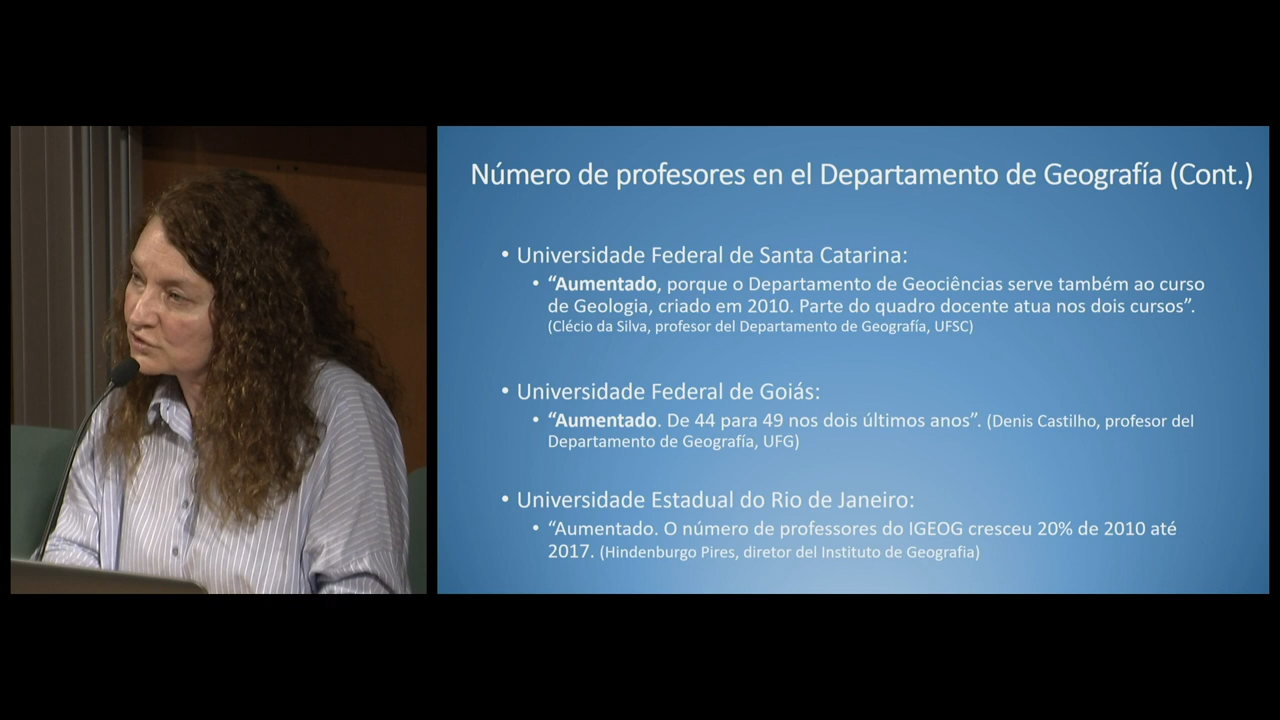 Número de profesores en el Departamento de Geografía (Cont.)
• Universidade Federal de Santa Catarina:
• “Aumentado, porque o Departamento de Geociências serve também ao curso
de Geologia, criado em 2010. Parte do quadro docente atua nos dois cursos”.
(Clécio da Silva, profesor del Departamento de Geografía, UFSC)
• Universidade Federal de Goiás:
• “Aumentado. De 44 para 49 nos dois últimos anos”. (Denis Castilho, profesor del
Departamento de Geografía, UFG)
• Universidade Estadual do Rio de Janeiro:
• “Aumentado. O número de professores do IGEOG cresceu 20% de 2010 até
2017. (Hindenburgo Pires, diretor del Instituto de Geografia)